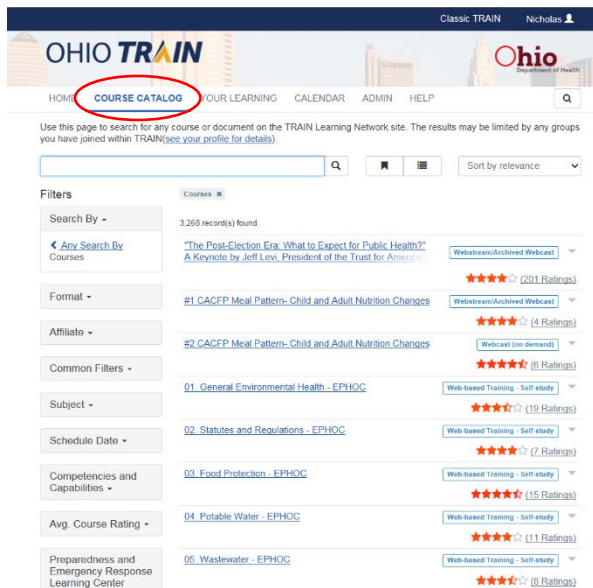 Classic TRAIN Nicholas
OHIO TRAIN
Ohio
Department of Health
HOME COURSE CATALOG YOUR LEARNING CALENDAR ADMIN HELP
Use this page to search for any course or document on the TRAIN Learning Network site. The results may be limited by any groups
you have joined within TRAIN(see your profile for details).
Sort by relevance
Filters
Courses ✖
Search By
3,268 record(s) found.
Any Search By
Courses
"The Post-Election Era: What to Expect for Public Health?"
A Keynote by Jeff Levi, President of the Trust for America's
Webstream/Archived Webcast
(201 Ratings)
Format
#1 CACFP Meal Pattern- Child and Adult Nutrition Changes
Webstream/Archived Webcast
(4 Ratings)
Affiliate
#2 CACFP Meal Pattern- Child and Adult Nutrition Changes
Webcast (on demand)
(6 Ratings)
Common Filters
01. General Environmental Health - EPHOC
Web-based Training - Self-study
(19 Ratings)
Subject
02. Statutes and Regulations - EPHOC
Web-based Training - Self-study
(7 Ratings)
Schedule Date
03. Food Protection - EPHOC
Web-based Training - Self-study
(15 Ratings)
Competencies and
Capabilities
04. Potable Water - EPHOC
Web-based Training - Self-study
(11 Ratings)
Avg. Course Rating
05. Wastewater - EPHOC
Web-based Training - Self-study
(8 Ratings)
Preparedness and
Emergency Response
Learning Center